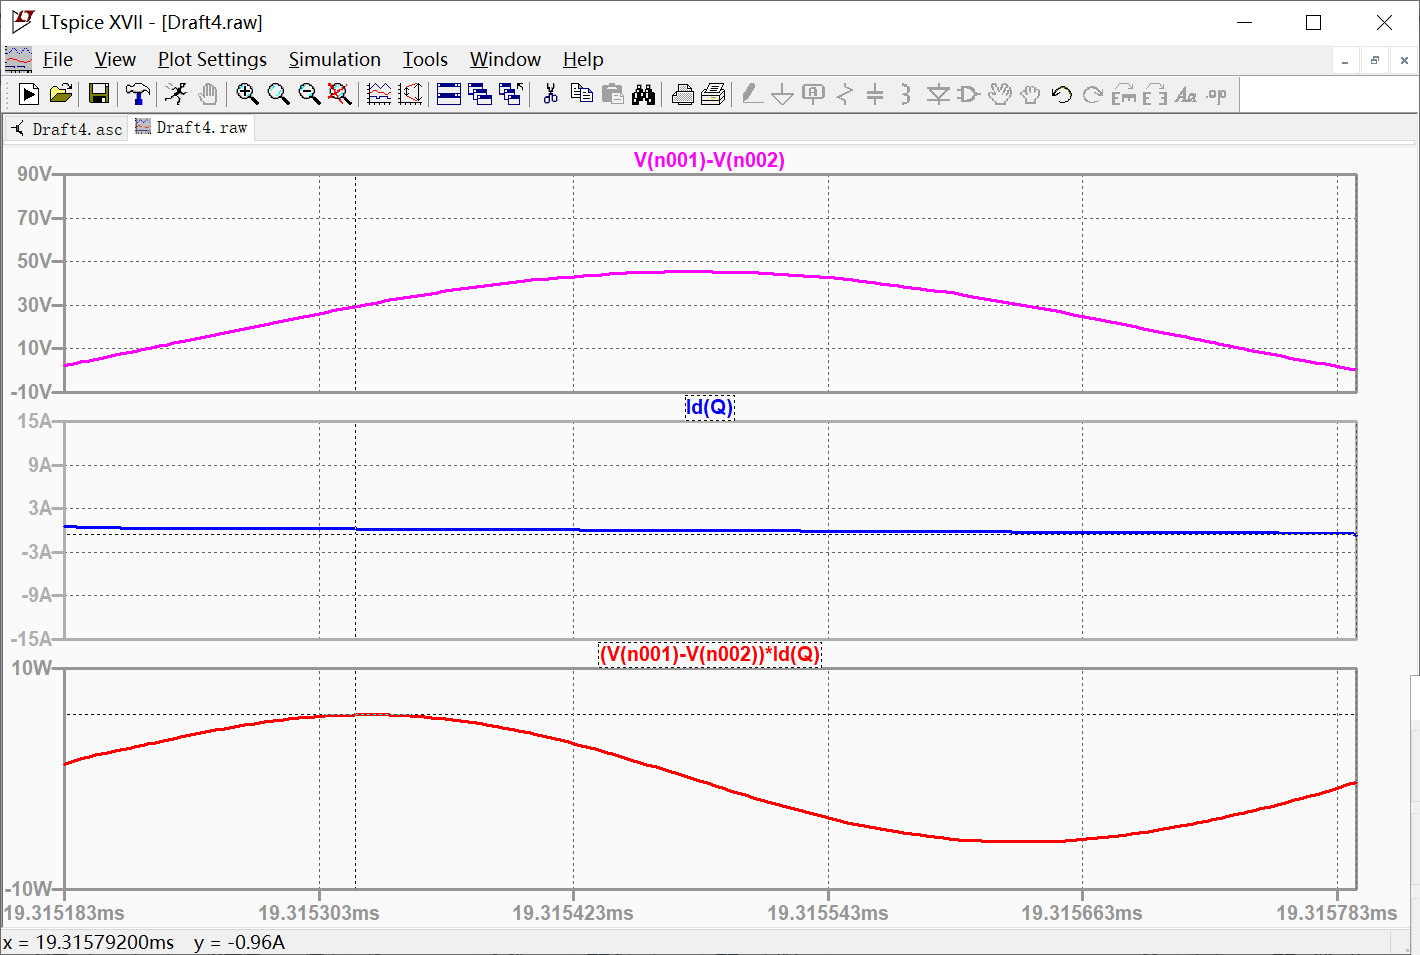 LTspice XVII - [Draft4.raw]
File View Plot Settings Simulation Tools Window Help
Aa .op
Draft4.asc Draft4.raw
V(n001)-V(n002)
90V
70V
50V
30V
10V
-10V
Id(Q)
15A
9A
3A
-3A
-9A
-15A
(V(n001)-V(n002))*Id(Q)
10W
-10W
19.315183ms 19.315303ms 19.315423ms 19.315543ms 19.315663ms 19.315783ms
x = 19.31579200ms y = -0.96A